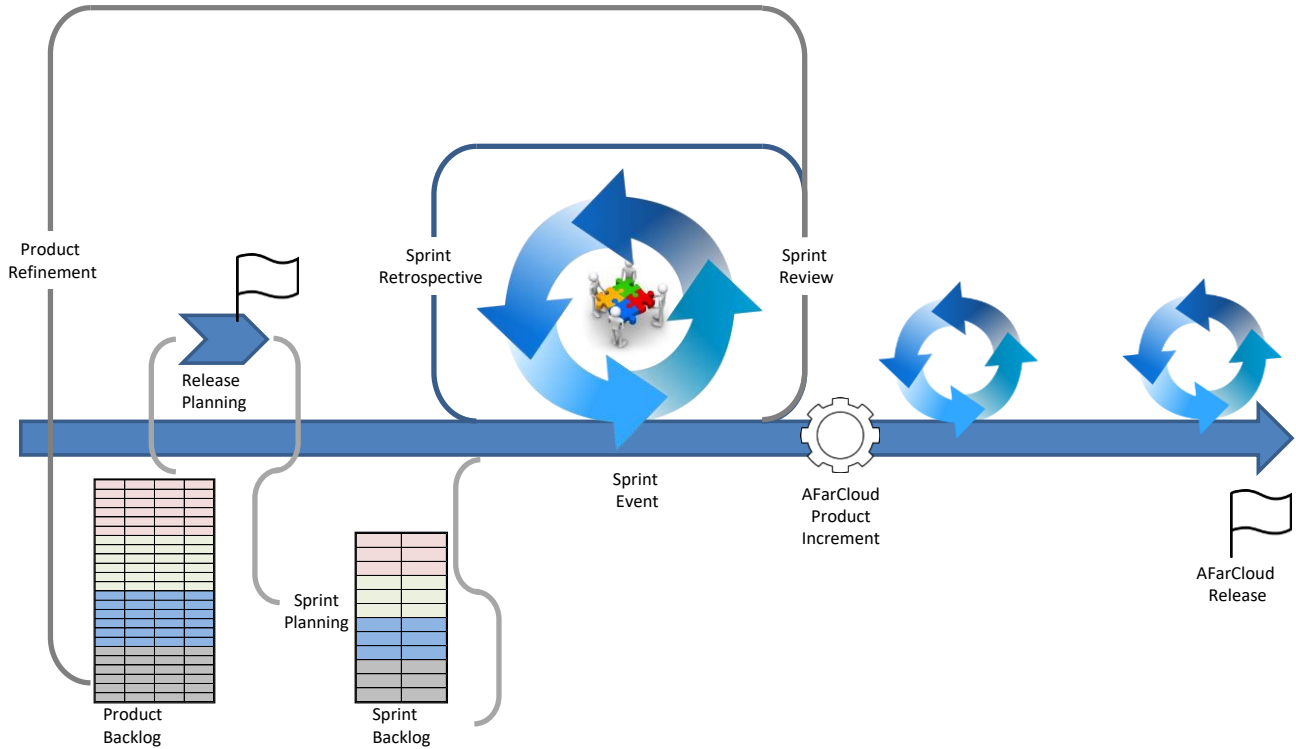 Product
Refinement
Sprint
Retrospective
Sprint
Review
Release
Planning
Sprint
Event
AFarCloud
Product
Increment
AFarCloud
Release
Sprint
Planning
Product
Backlog
Sprint
Backlog